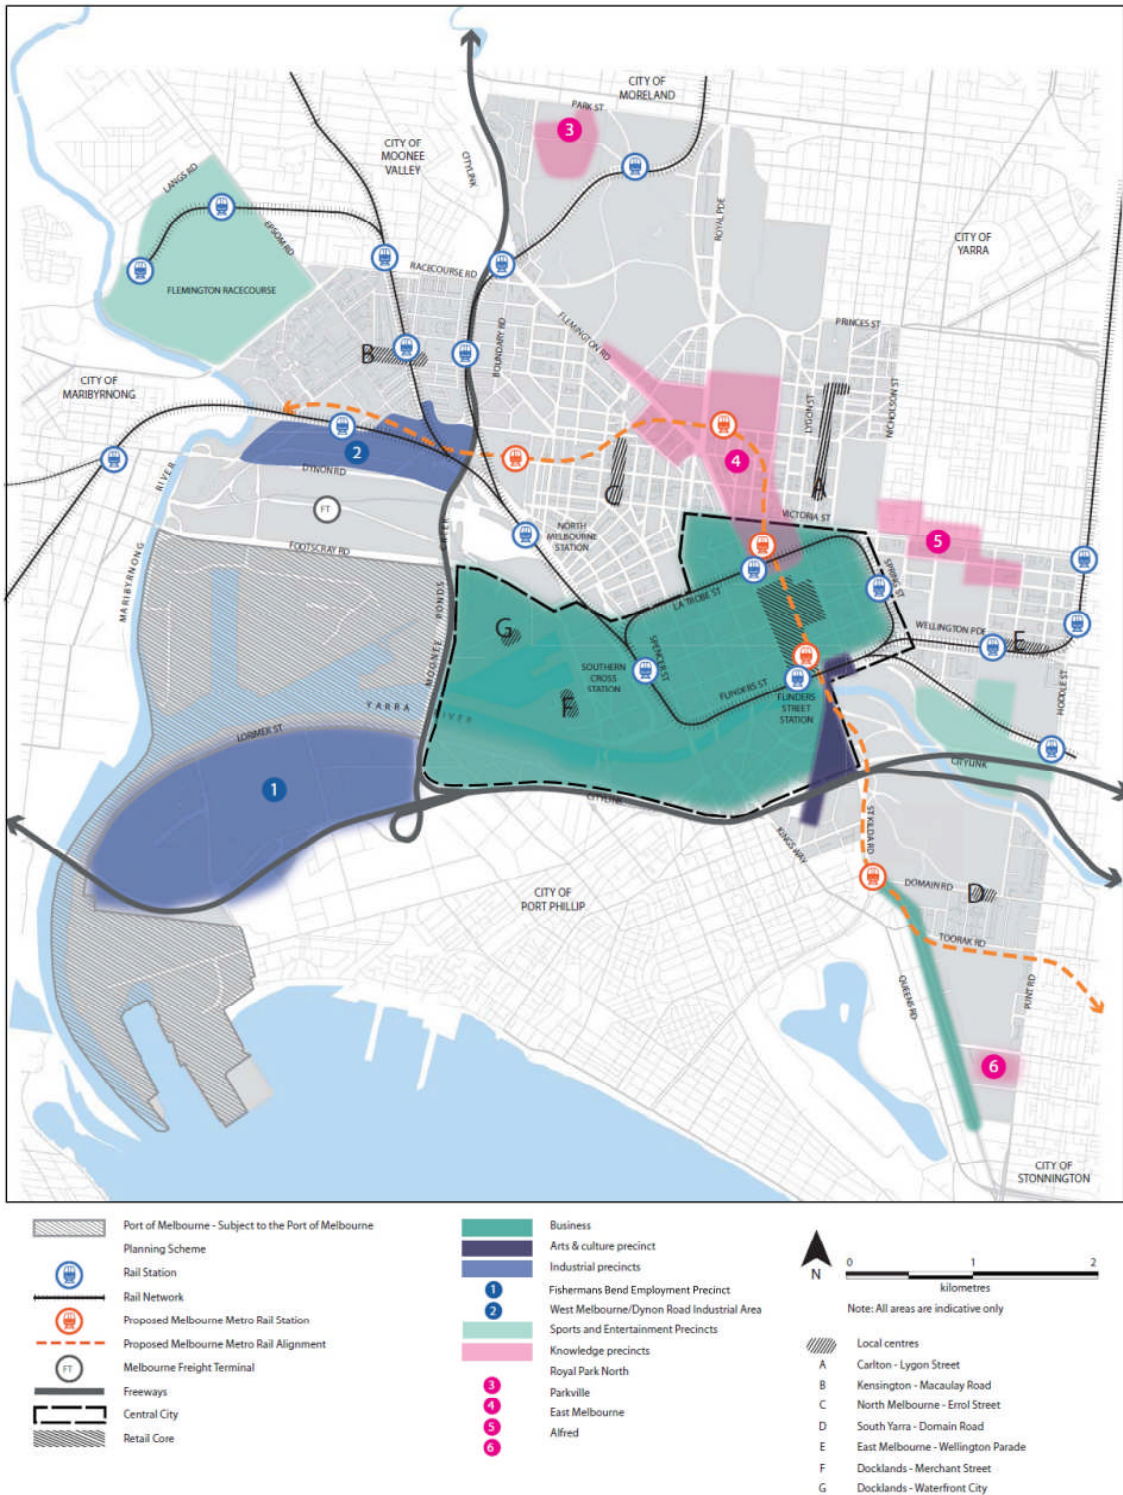 CITY OF
MORELAND
PARK ST
3
CITY OF
MOONEE
VALLEY
CITYLINK
LANGS RD
EPSOM RD
ROYAL PDE
CITY OF
YARRA
RACECOURSE RD
FLEMINGTON RACECOURSE
BOUNDARY RD
FLEMINGTON RD
PRINCES ST
B
CITY OF
MARIBYRNONG
LYGON ST
NICHOLSON ST
2
DYNON RD
4
RIVER
C
A
FT
VICTORIA ST
NORTH
MELBOURNE
STATION
5
FOOTSCRAY RD
CREEK
SPRING ST
MARIBYRNONG
LA TROBE ST
PONDS
G
WELLINGTON PDE
E
SPENCER ST
MOONEE
SOUTHERN
CROSS
STATION
FLINDERS ST
FLINDERS
STREET
STATION
HODDLE ST
F
YARRA
RIVER
LORIMER ST
CITYLINK
1
CITYLINK
KINGS WAY
ST KILDA RD
CITY OF
PORT PHILLIP
DOMAIN RD
D
TOORAK RD
QUEENS RD
PUNT RD
6
CITY OF
STONNINGTON
Port of Melbourne - Subject to the Port of Melbourne
Planning Scheme
Rail Station
Rail Network
Proposed Melbourne Metro Rail Station
Proposed Melbourne Metro Rail Alignment
FT Melbourne Freight Terminal
Freeways
Central City
Retail Core
Business
Arts & culture precinct
Industrial precincts
1 Fishermans Bend Employment Precinct
2 West Melbourne/Dynon Road Industrial Area
Sports and Entertainment Precincts
Knowledge precincts
Royal Park North
3 Parkville
4 East Melbourne
5 Alfred
6
N
0 1 2
kilometres
Note: All areas are indicative only
Local centres
A Carlton - Lygon Street
B Kensington - Macaulay Road
C North Melbourne - Errol Street
D South Yarra - Domain Road
E East Melbourne - Wellington Parade
F Docklands - Merchant Street
G Docklands - Waterfront City